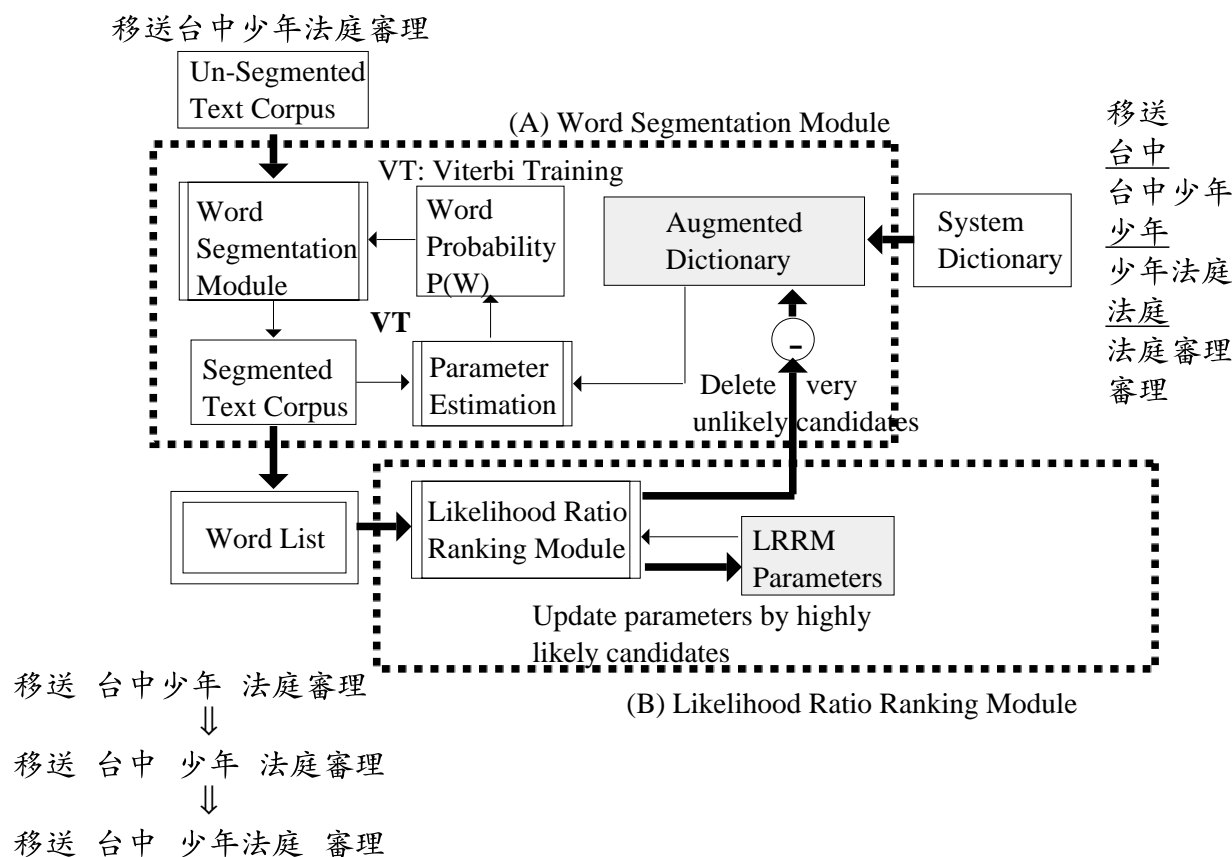 移送台中少年法庭審理
Un-Segmented
Text Corpus
(A) Word Segmentation Module
VT: Viterbi Training
Word
Segmentation
Module
Word
Probability
P(W)
Augmented
Dictionary
System
Dictionary
移送
台中
台中少年
少年
少年法庭
法庭
法庭審理
審理
VT
-
Segmented
Text Corpus
Parameter
Estimation
Delete very
unlikely candidates
Word List
Likelihood Ratio
Ranking Module
LRRM
Parameters
Update parameters by highly
likely candidates
(B) Likelihood Ratio Ranking Module
移送 台中少年 法庭審理
⇓
移送 台中 少年 法庭審理
⇓
移送 台中 少年法庭 審理